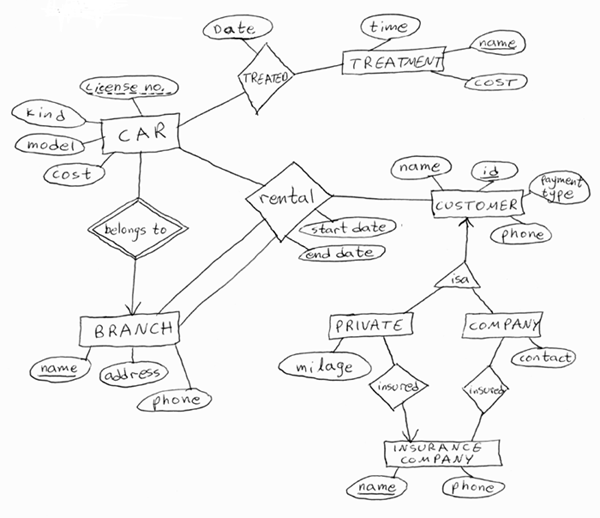 Date
time
name
TREATED
TREATMENT
COST
License no.
kind
CAR
model
cost
name
id
payment
type
rental
CUSTOMER
start date
phone
belongs to
end date
isa
BRANCH
PRIVATE
COMPANY
name
address
milage
contact
phone
insured
insured
INSURANCE
COMPANY
name
phone